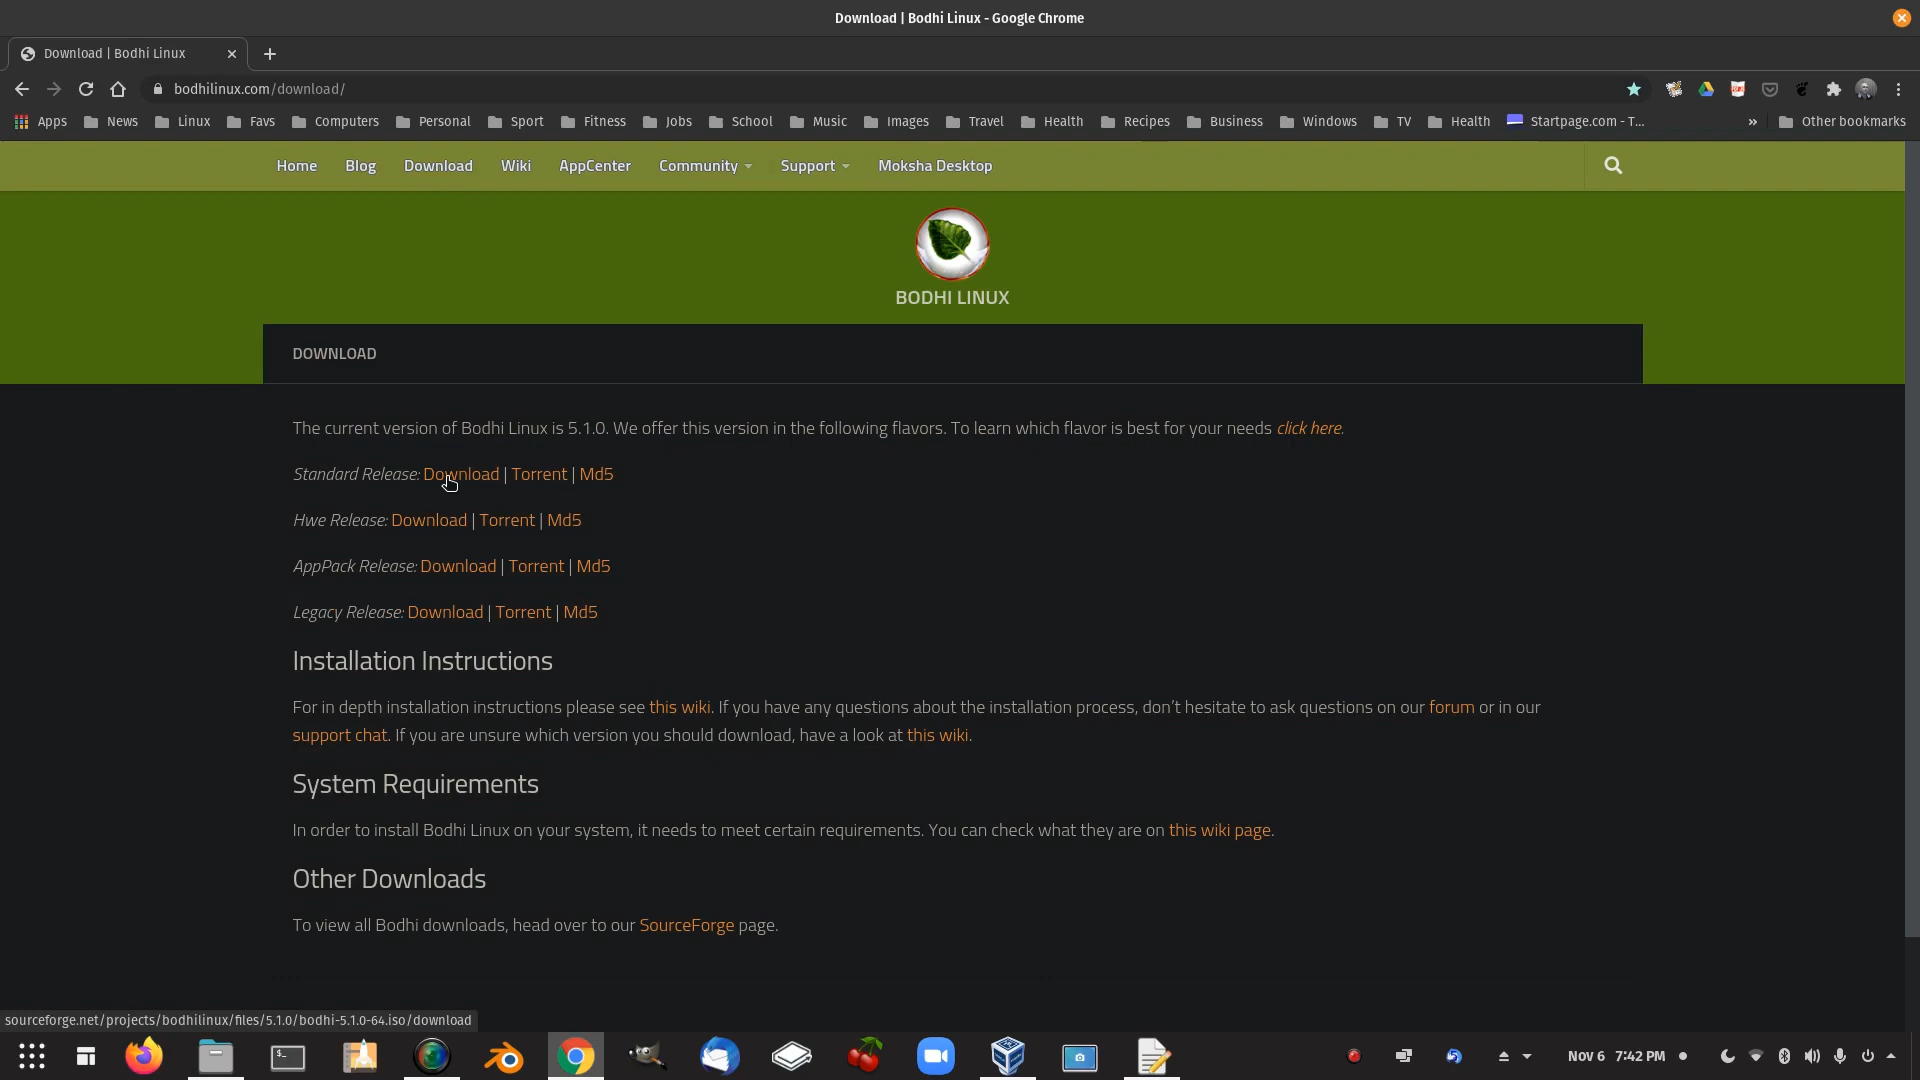 Download | Bodhi Linux - Google Chrome
Download | Bodhi Linux
bodhilinux.com/download/
Apps News Linux Favs Computers Personal Sport Fitness Jobs School Music Images Travel Health Recipes Business Windows TV Health Startpage.com - T... » Other bookmarks
Home Blog Download Wiki AppCenter Community Support Moksha Desktop
BODHI LINUX
DOWNLOAD
The current version of Bodhi Linux is 5.1.0. We offer this version in the following flavors. To learn which flavor is best for your needs click here.
Standard Release: Download | Torrent | Md5
Hwe Release: Download | Torrent | Md5
AppPack Release: Download | Torrent | Md5
Legacy Release: Download | Torrent | Md5
Installation Instructions
For in depth installation instructions please see this wiki. If you have any questions about the installation process, don't hesitate to ask questions on our forum or in our
support chat. If you are unsure which version you should download, have a look at this wiki.
System Requirements
In order to install Bodhi Linux on your system, it needs to meet certain requirements. You can check what they are on this wiki page.
Other Downloads
To view all Bodhi downloads, head over to our SourceForge page.
sourceforge.net/projects/bodhilinux/files/5.1.0/bodhi-5.1.0-64.iso/download
Nov 6 7:42 PM